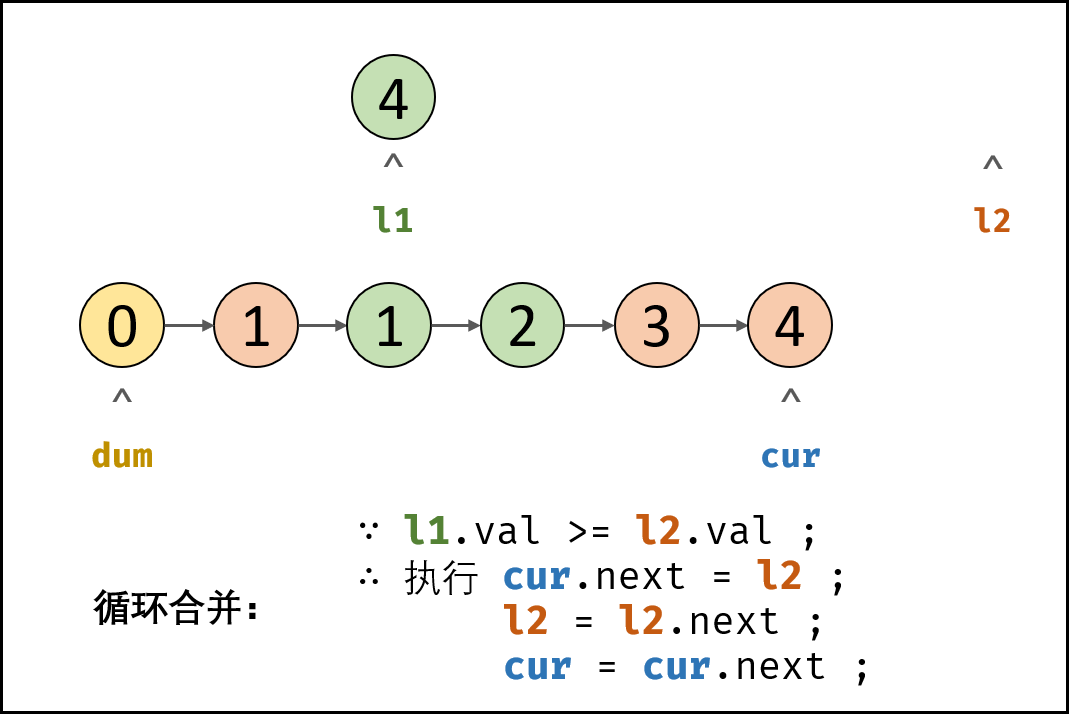 4
^ ^
l1 l2
0 1 1 2 3 4
^ ^
dum cur
∵ l1.val >= l2.val ;
∴ 执行 cur.next = l2 ;
循环合并:
l2 = l2.next ;
cur = cur.next ;